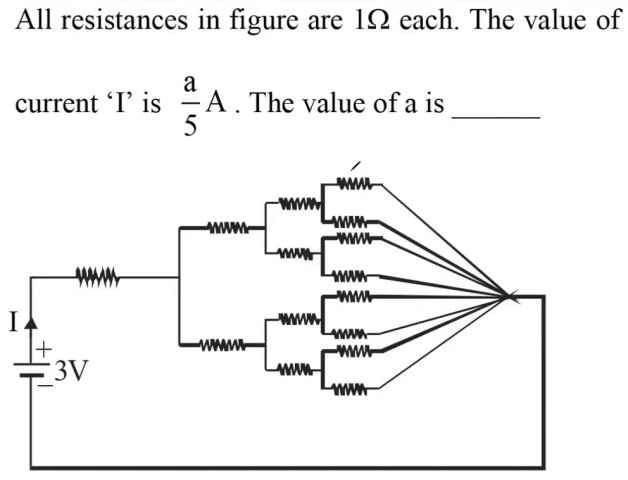 All resistances in figure are 1Ω each. The value of
current ‘I’ is a/5 A . The value of a is ______
I
+
3V
−